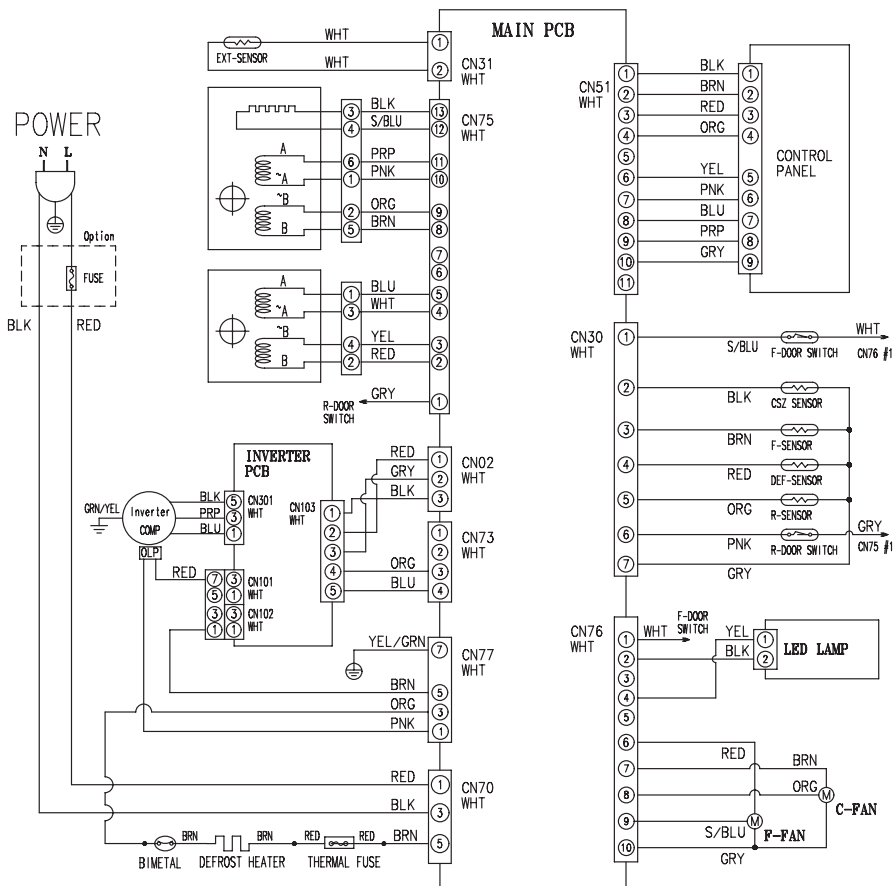 MAIN PCB
WHT
EXT-SENSOR
WHT
1
2
CN31
WHT
POWER
N L
Option
FUSE
BLK RED
A
~A
~B
B
3 BLK 13
4 S/BLU 12
6 PRP 11
1 PNK 10
2 ORG 9
5 BRN 8
7
6
CN75
WHT
A
~A
~B
B
1 BLU 5
3 WHT 4
4 YEL 3
2 RED 2
R-DOOR
SWITCH
GRY 1
INVERTER
PCB
RED 1
GRY 2
BLK 3
CN02
WHT
GRN/YEL
Inverter
COMP
OLP
BLK 5
PRP 3
BLU 1
CN301
WHT
CN103
WHT
1
2
3
4
5
1
2
ORG 3
BLU 4
CN73
WHT
RED
7 3
5 1
3 3
1 1
CN101
WHT
CN102
WHT
YEL/GRN 7
BRN 5
ORG 3
PNK 1
CN77
WHT
RED 1
BLK 3
BRN 5
CN70
WHT
BRN BRN RED RED
BIMETAL DEFROST HEATER THERMAL FUSE
CN51
WHT
1 BLK 1
2 BRN 2
3 RED 3
4 ORG 4
5
6 YEL 5
7 PNK 6
8 BLU 7
9 PRP 8
10 GRY 9
11
CONTROL
PANEL
CN30
WHT
1 S/BLU F-DOOR SWITCH WHT CN76 #1
2 BLK CSZ SENSOR
3 BRN F-SENSOR
4 RED DEF-SENSOR
5 ORG R-SENSOR
6 PNK R-DOOR SWITCH GRY CN75 #1
7 GRY
CN76
WHT
1 WHT
F-DOOR
SWITCH
2
3
4
5
6
7
8
9
10
YEL 1
BLK 2
LED LAMP
RED
BRN
ORG
M
C-FAN
S/BLU
M
F-FAN
GRY